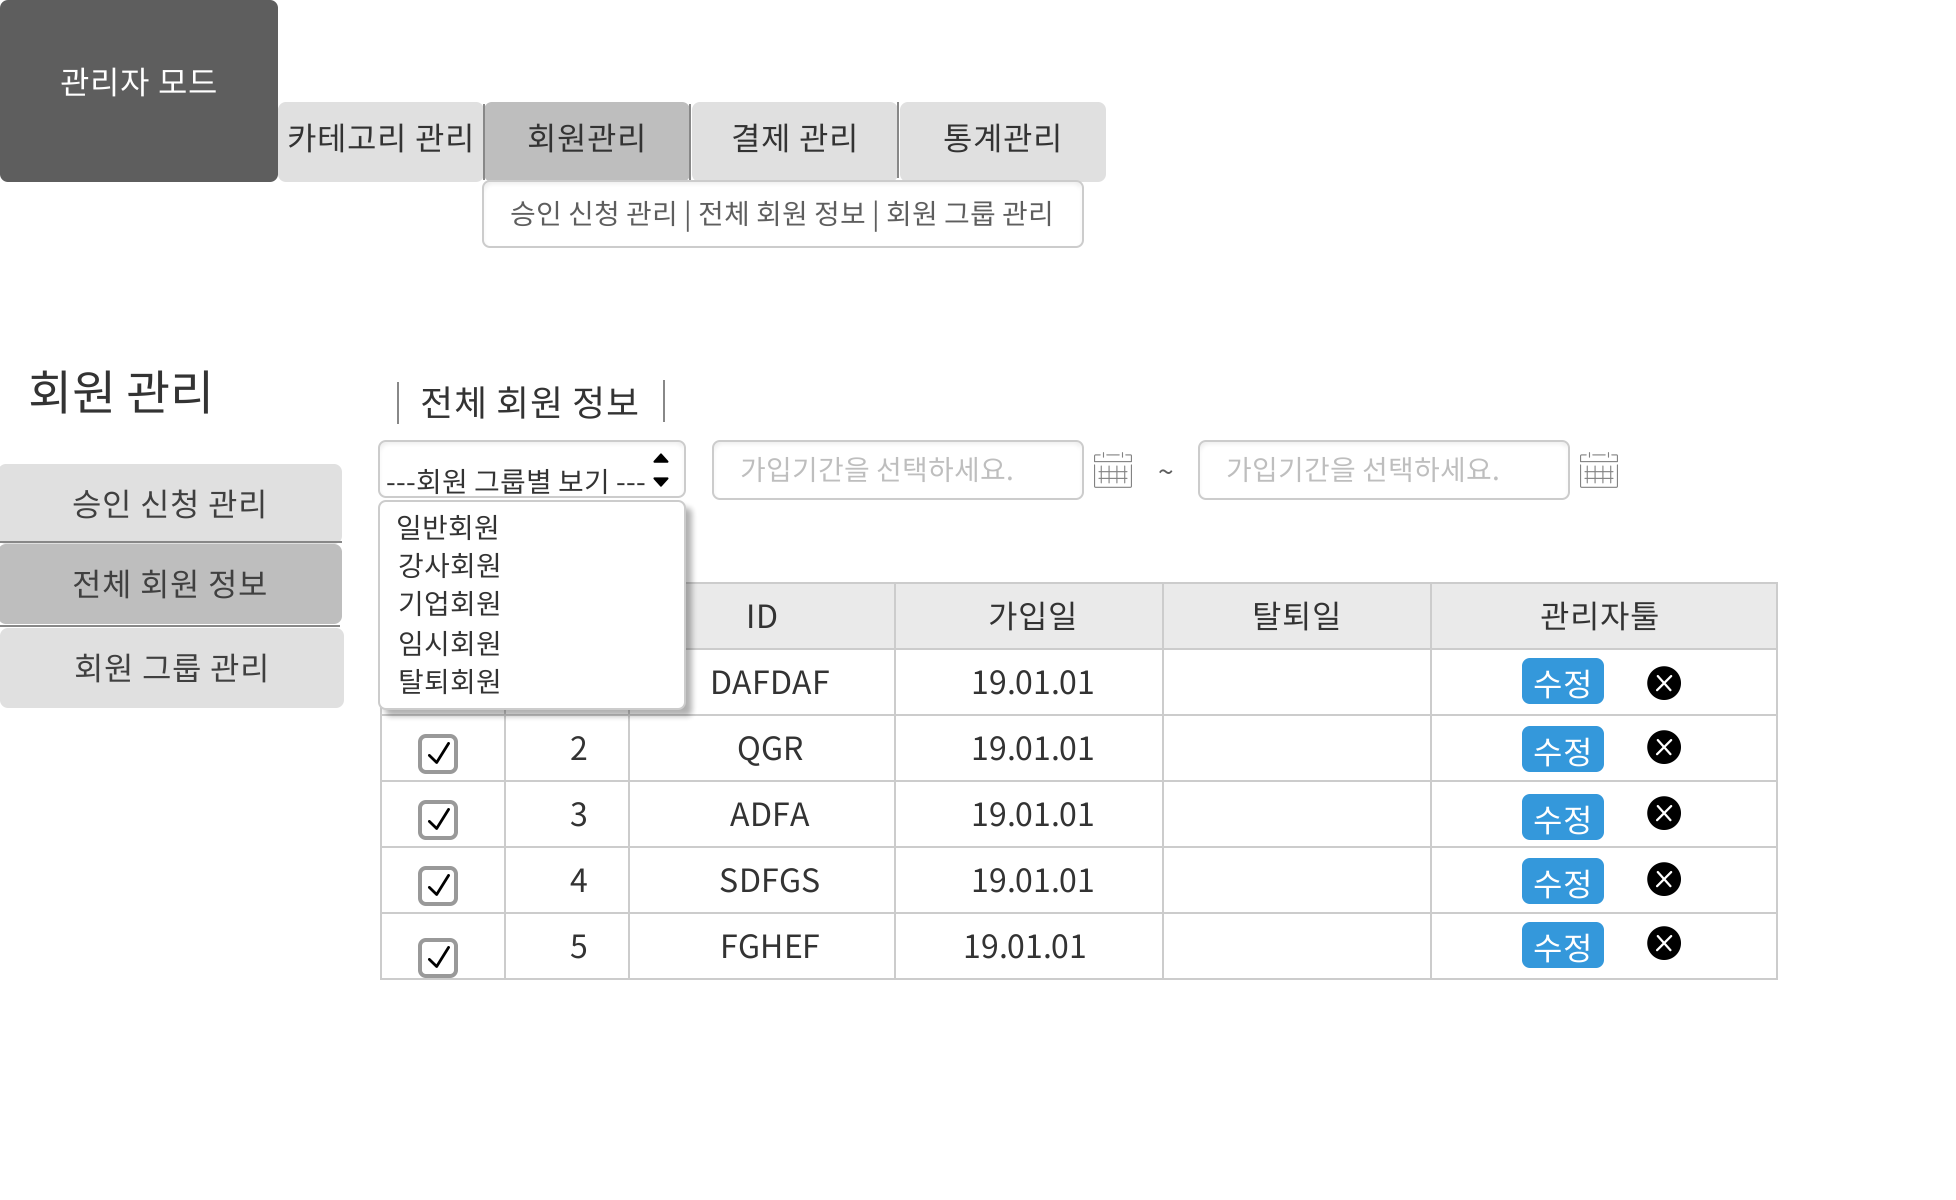 관리자 모드
카테고리 관리 회원관리 결제 관리 통계관리
승인 신청 관리 | 전체 회원 정보 | 회원 그룹 관리
회원 관리
전체 회원 정보
---회원 그룹별 보기 --- 가입기간을 선택하세요. ~ 가입기간을 선택하세요.
승인 신청 관리
전체 회원 정보
회원 그룹 관리
일반회원
강사회원
기업회원
임시회원
탈퇴회원
ID 가입일 탈퇴일 관리자툴
DAFDAF 19.01.01 수정
2 QGR 19.01.01 수정
3 ADFA 19.01.01 수정
4 SDFGS 19.01.01 수정
5 FGHEF 19.01.01 수정